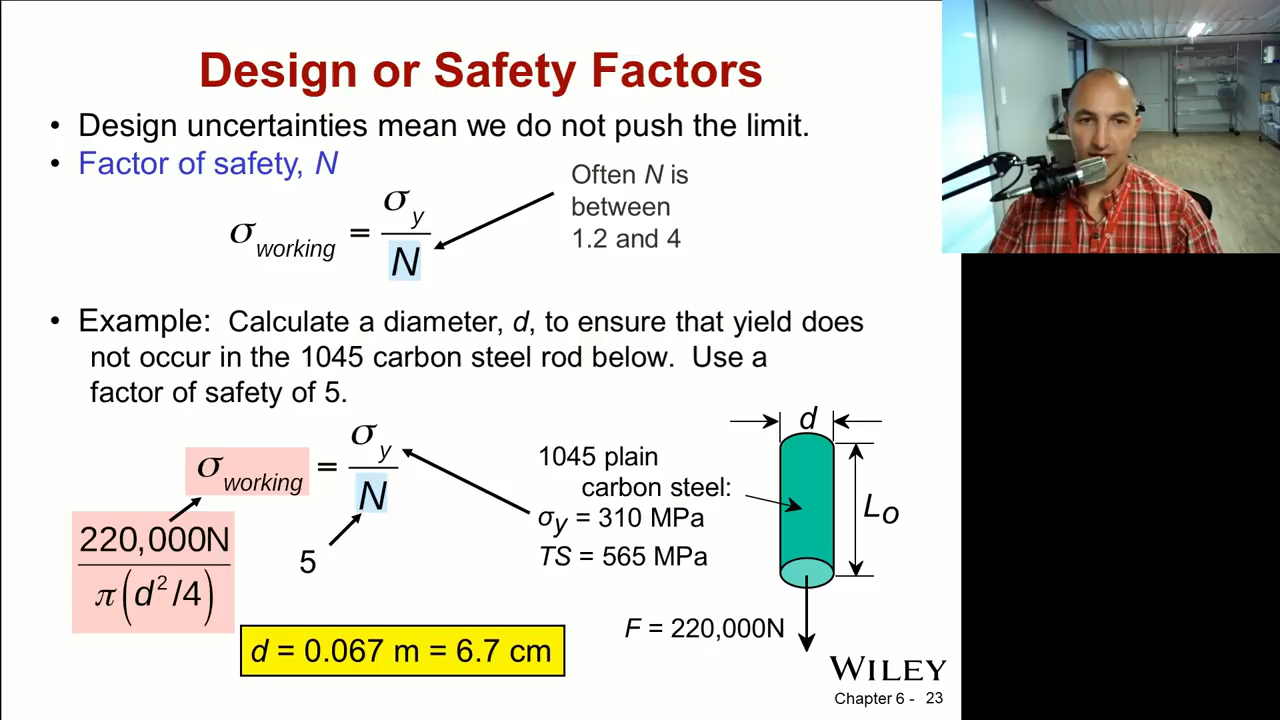 Design or Safety Factors
• Design uncertainties mean we do not push the limit.
• Factor of safety, N
σworking = σy / N
Often N is
between
1.2 and 4
• Example: Calculate a diameter, d, to ensure that yield does
not occur in the 1045 carbon steel rod below. Use a
factor of safety of 5.
σworking = σy / N
220,000N / π(d²/4)
5
1045 plain
carbon steel:
σy = 310 MPa
TS = 565 MPa
d
Lo
F = 220,000N
d = 0.067 m = 6.7 cm
WILEY
Chapter 6 - 23